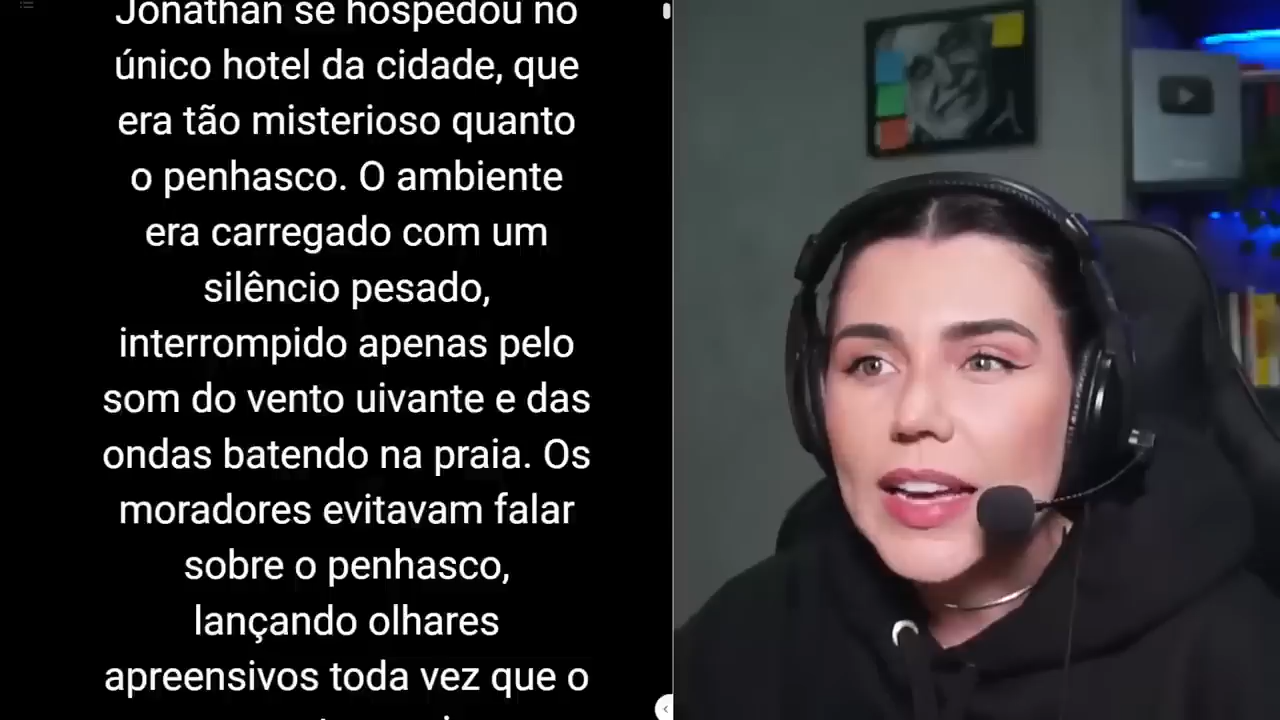 Jonathan se hospedou no
único hotel da cidade, que
era tão misterioso quanto
o penhasco. O ambiente
era carregado com um
silêncio pesado,
interrompido apenas pelo
som do vento uivante e das
ondas batendo na praia. Os
moradores evitavam falar
sobre o penhasco,
lançando olhares
apreensivos toda vez que o